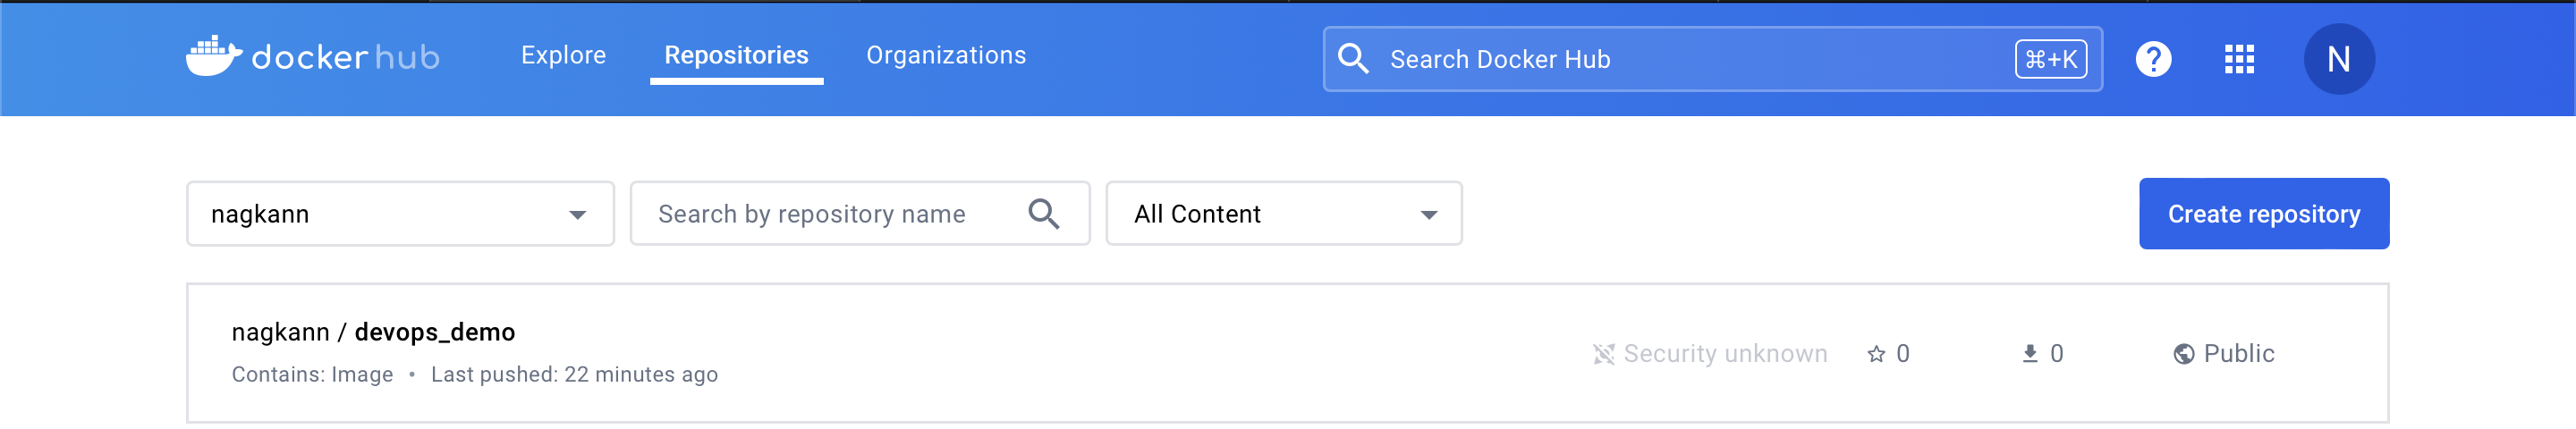 docker hub Explore Repositories Organizations Search Docker Hub ⌘+K ? N
nagkann Search by repository name All Content Create repository
nagkann / devops_demo
Security unknown 0 0 Public
Contains: Image • Last pushed: 22 minutes ago